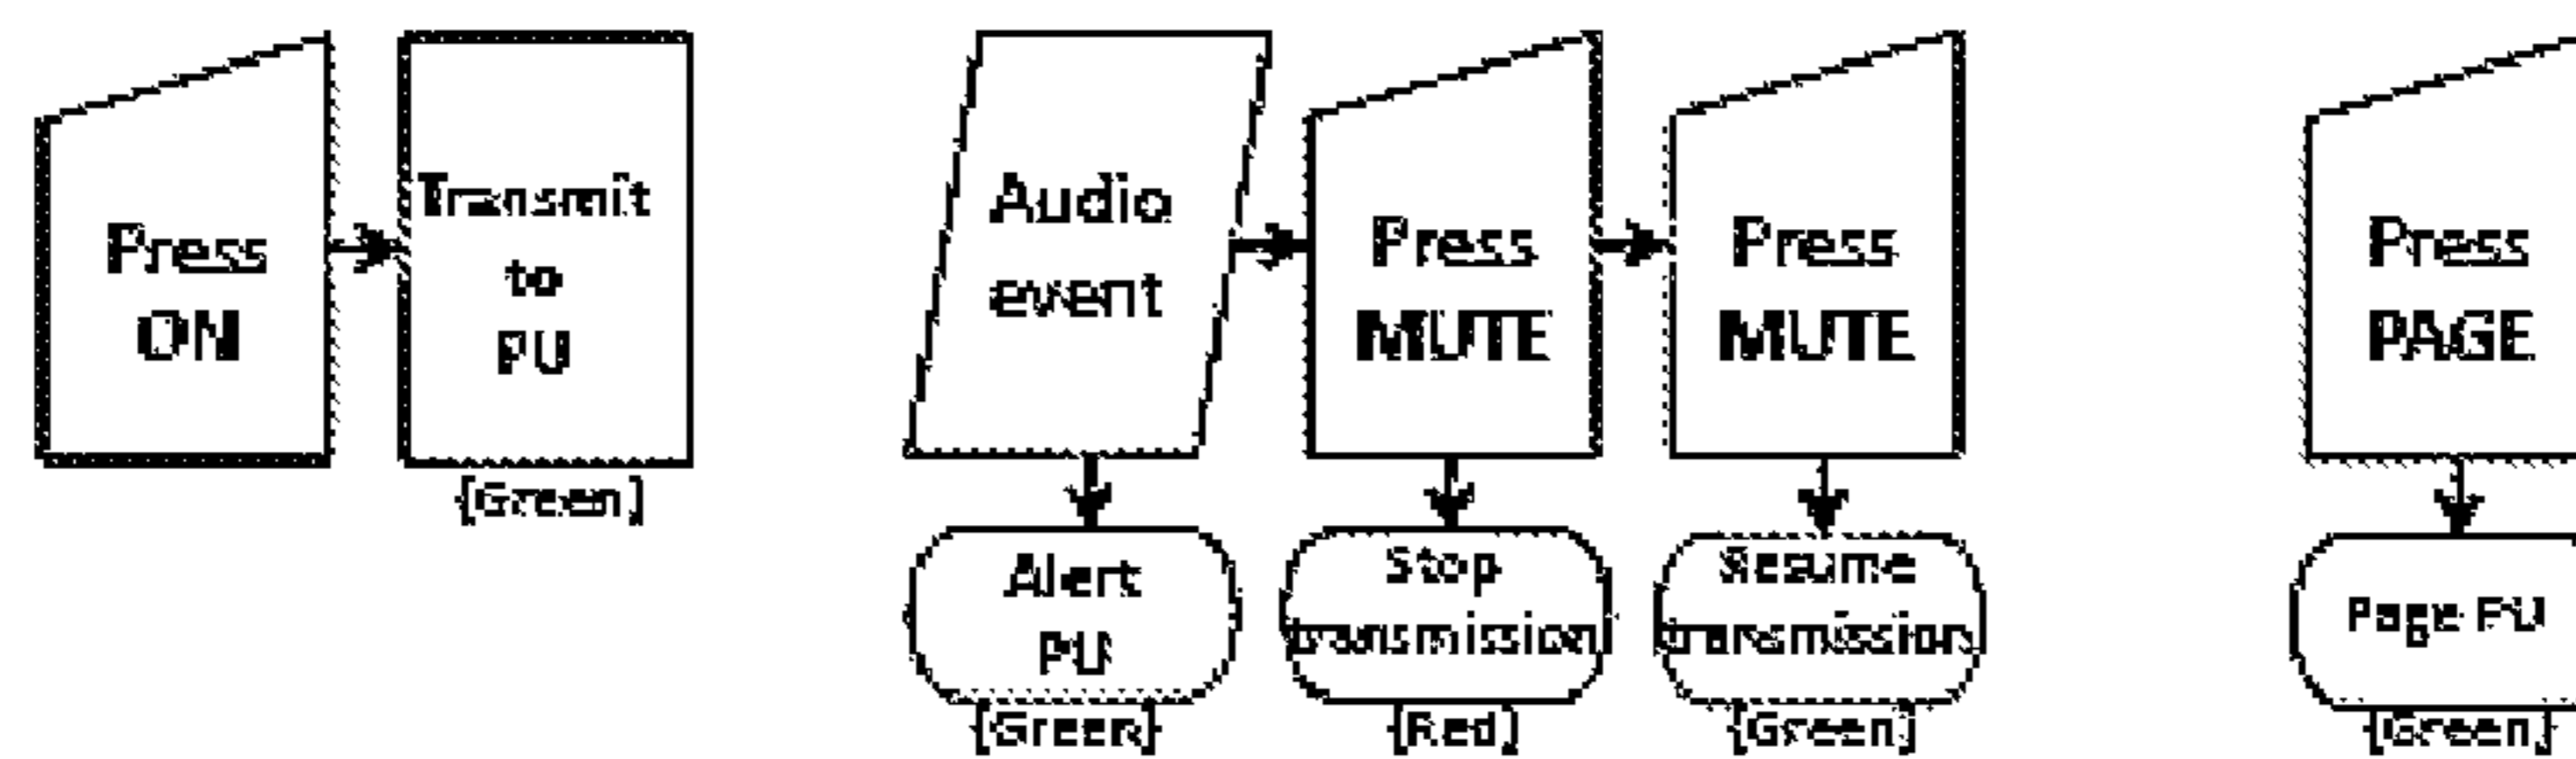 Press
ON
Transmit
to
PU
[Green]
Audio
event
Press
MUTE
Press
MUTE
Alert
PU
[Green]
Stop
transmission
[Red]
Resume
transmission
[Green]
Press
PAGE
Page PU
[Green]